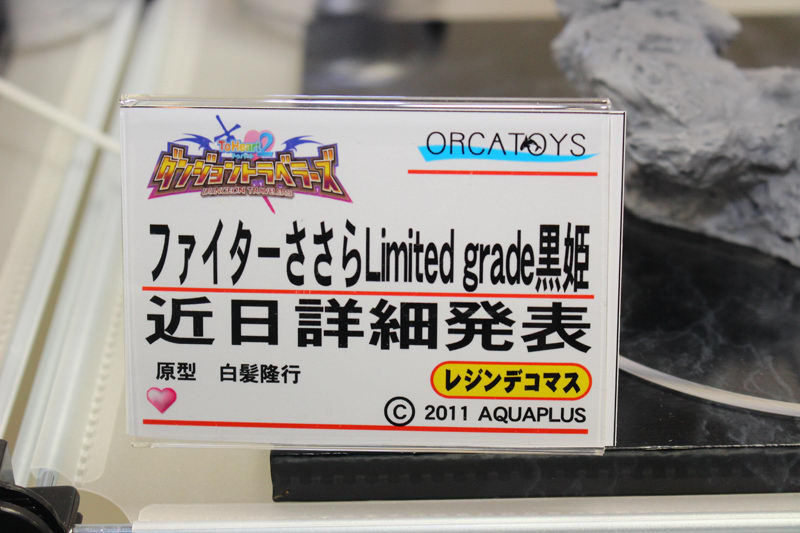 ToHeart2
ダンジョントラベラーズ
DUNGEON TRAVELERS
ORCATOYS
ファイターささらLimited grade黒姫
近日詳細発表
原型 白髪隆行
レジンデコマス
© 2011 AQUAPLUS